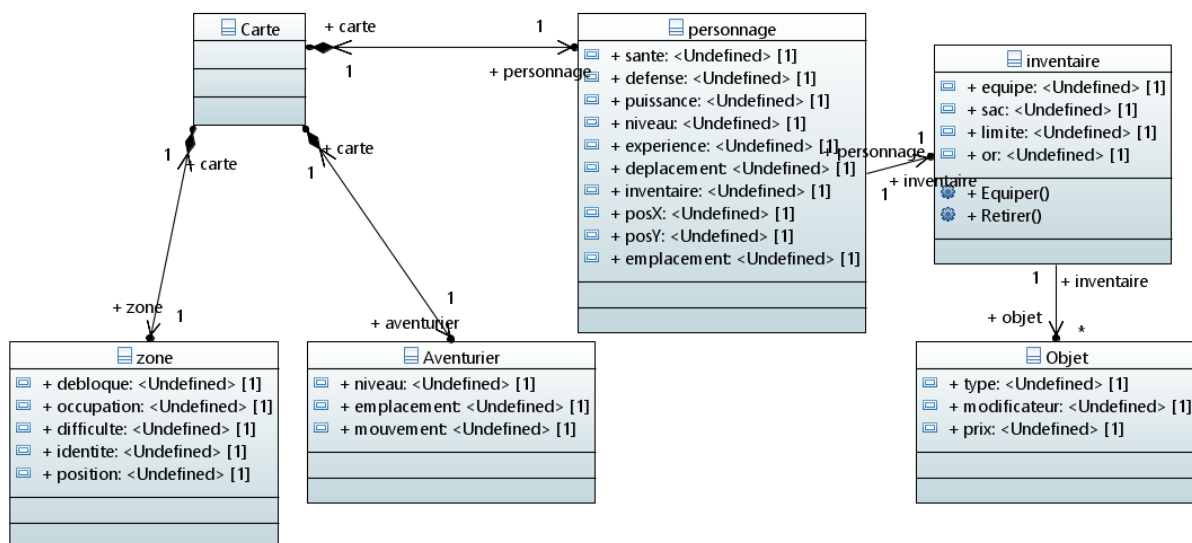 Carte
+ carte
1
1
+ personnage
personnage
+ sante: <Undefined> [1]
+ defense: <Undefined> [1]
+ puissance: <Undefined> [1]
+ niveau: <Undefined> [1]
+ experience: <Undefined> [1]
+ deplacement: <Undefined> [1]
+ inventaire: <Undefined> [1]
+ posX: <Undefined> [1]
+ posY: <Undefined> [1]
+ emplacement: <Undefined> [1]
+ personnage
1
1
+ inventaire
inventaire
+ equipe: <Undefined> [1]
+ sac: <Undefined> [1]
+ limite: <Undefined> [1]
+ or: <Undefined> [1]
+ Equiper()
+ Retirer()
1
+ carte
1
+ carte
1
+ zone
1
1
+ aventurier
1
+ inventaire
+ objet
*
zone
+ debloque: <Undefined> [1]
+ occupation: <Undefined> [1]
+ difficulte: <Undefined> [1]
+ identite: <Undefined> [1]
+ position: <Undefined> [1]
Aventurier
+ niveau: <Undefined> [1]
+ emplacement: <Undefined> [1]
+ mouvement: <Undefined> [1]
Objet
+ type: <Undefined> [1]
+ modificateur: <Undefined> [1]
+ prix: <Undefined> [1]